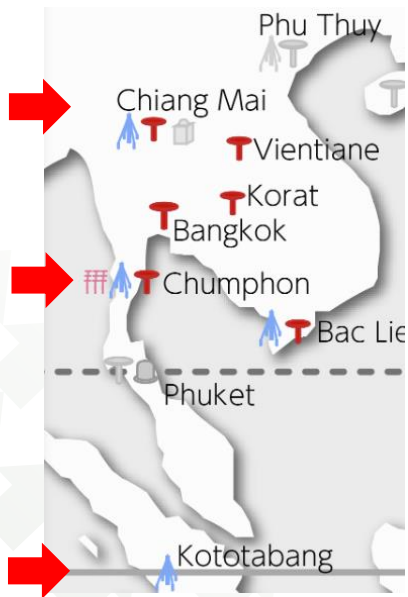 Phu Thuy
Chiang Mai
Vientiane
Korat
Bangkok
Chumphon
Bac Lie
Phuket
Kototabang